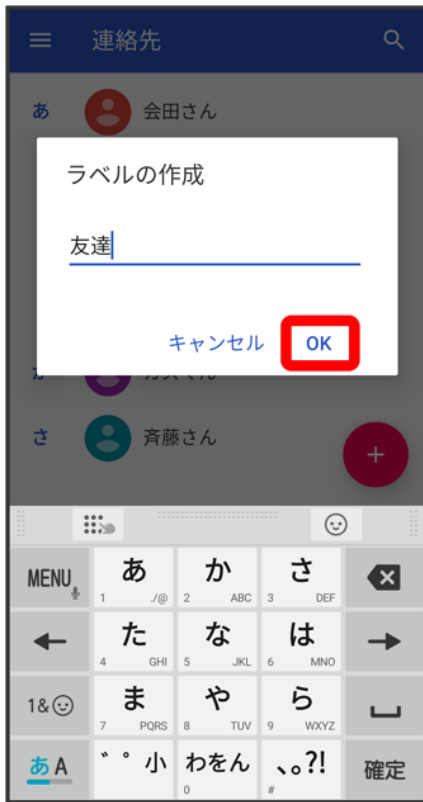 連絡先
あ 会田さん
ラベルの作成
友達
キャンセル OK
さ 斉藤さん
MENU あ か さ
1 ./@ 2 ABC 3 DEF
た な は
4 GHI 5 JKL 6 MNO
1& ま や ら
7 PQRS 8 TUV 9 WXYZ
あA ゛゜小 わをん 、。?! 確定
0 #